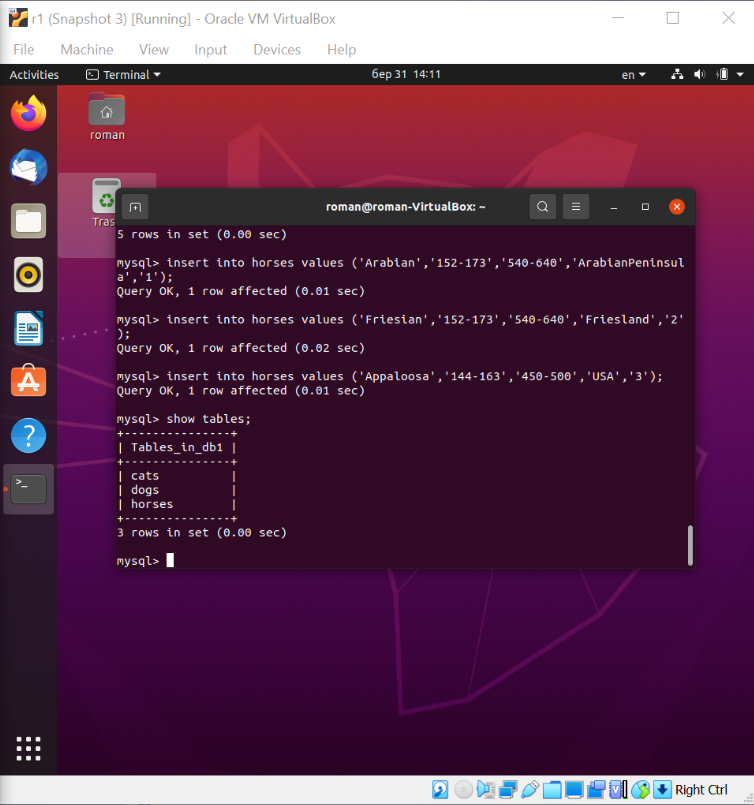 r1 (Snapshot 3) [Running] - Oracle VM VirtualBox
File Machine View Input Devices Help
Activities Terminal бер 31 14:11 en
roman
Tras
roman@roman-VirtualBox: ~
5 rows in set (0.00 sec)
mysql> insert into horses values ('Arabian','152-173','540-640','ArabianPeninsul
a','1');
Query OK, 1 row affected (0.01 sec)
mysql> insert into horses values ('Friesian','152-173','540-640','Friesland','2'
);
Query OK, 1 row affected (0.02 sec)
mysql> insert into horses values ('Appaloosa','144-163','450-500','USA','3');
Query OK, 1 row affected (0.01 sec)
mysql> show tables;
+---------------+
| Tables_in_db1 |
+---------------+
| cats          |
| dogs          |
| horses        |
+---------------+
3 rows in set (0.00 sec)
mysql>
Right Ctrl